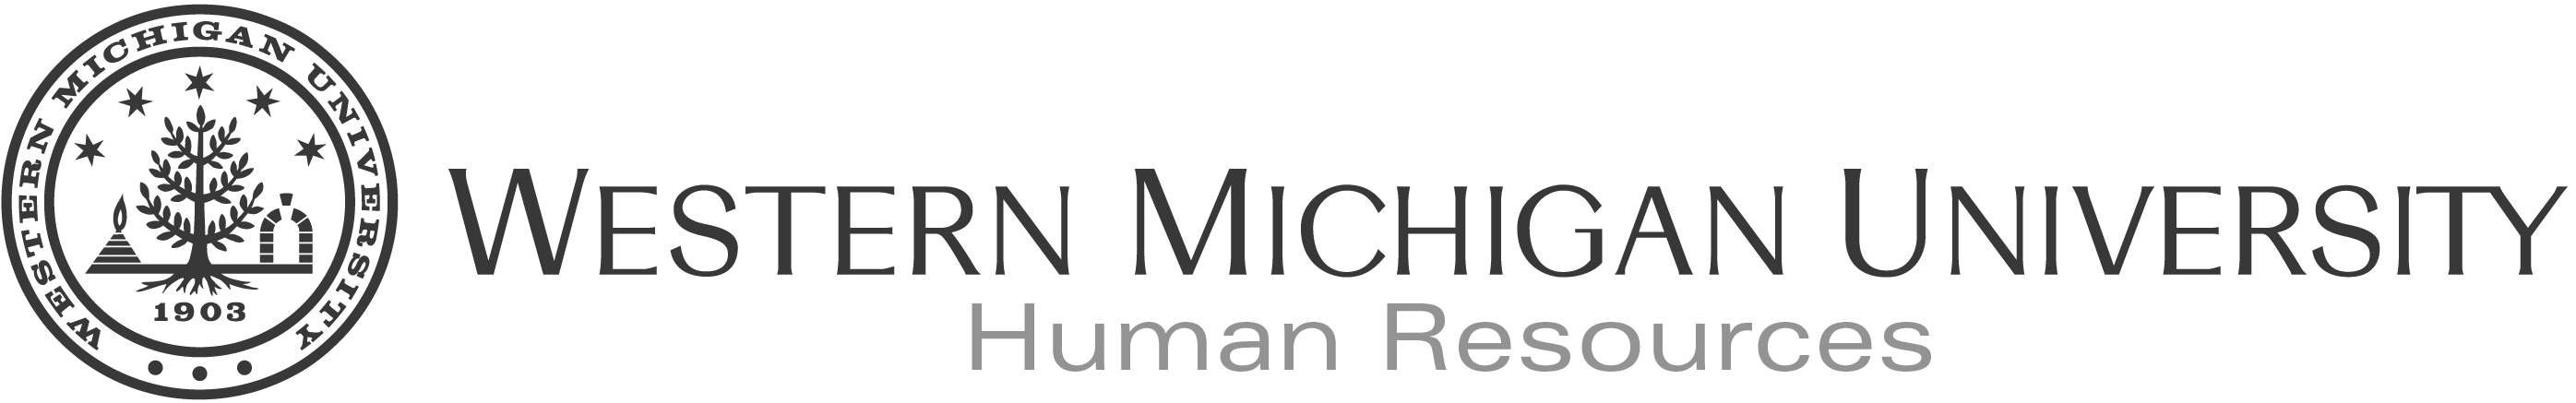 WESTERN MICHIGAN UNIVERSITY
1903
WESTERN MICHIGAN UNIVERSITY
Human Resources